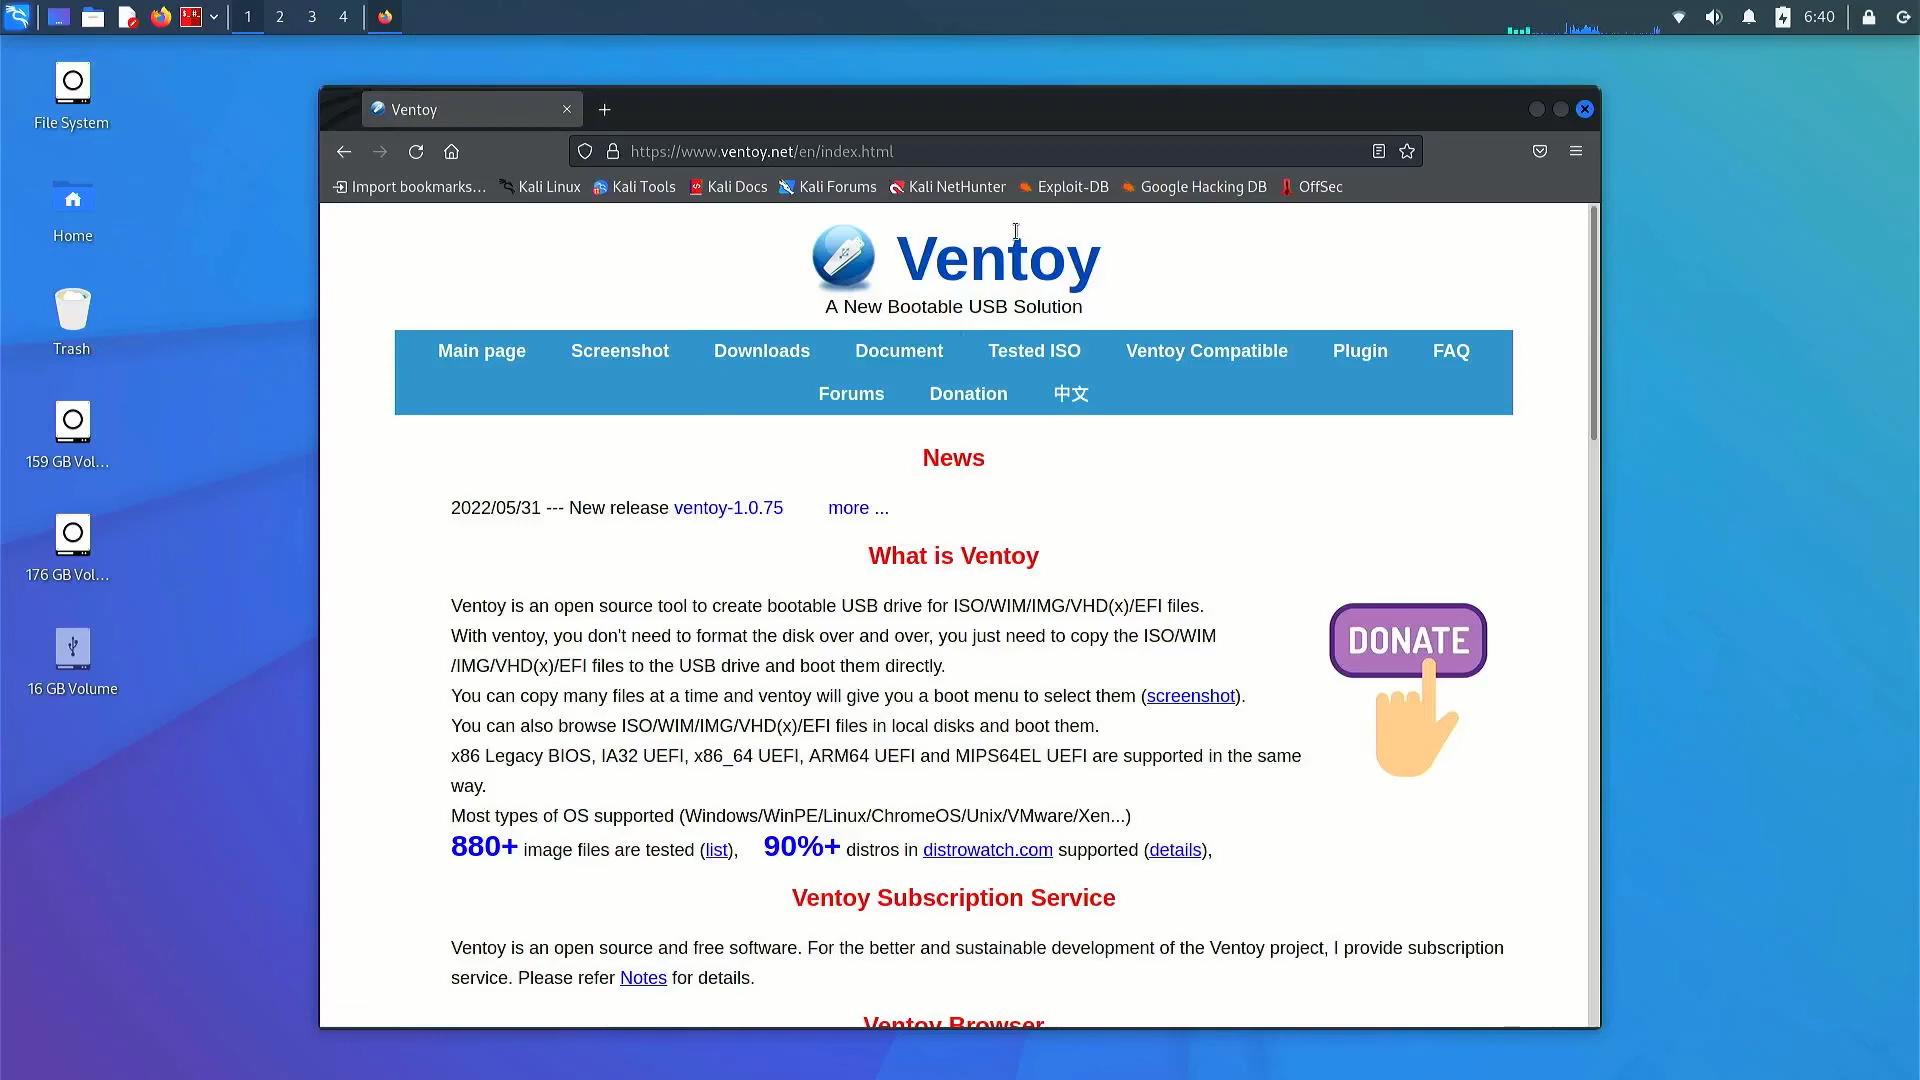 1 2 3 4 6:40
File System
Home
Trash
159 GB Vol...
176 GB Vol...
16 GB Volume
Ventoy
https://www.ventoy.net/en/index.html
Import bookmarks... Kali Linux Kali Tools Kali Docs Kali Forums Kali NetHunter Exploit-DB Google Hacking DB OffSec
Ventoy
A New Bootable USB Solution
Main page Screenshot Downloads Document Tested ISO Ventoy Compatible Plugin FAQ
Forums Donation 中文
News
2022/05/31 --- New release ventoy-1.0.75 more ...
What is Ventoy
Ventoy is an open source tool to create bootable USB drive for ISO/WIM/IMG/VHD(x)/EFI files.
With ventoy, you don't need to format the disk over and over, you just need to copy the ISO/WIM
/IMG/VHD(x)/EFI files to the USB drive and boot them directly.
You can copy many files at a time and ventoy will give you a boot menu to select them (screenshot).
You can also browse ISO/WIM/IMG/VHD(x)/EFI files in local disks and boot them.
x86 Legacy BIOS, IA32 UEFI, x86_64 UEFI, ARM64 UEFI and MIPS64EL UEFI are supported in the same
way.
Most types of OS supported (Windows/WinPE/Linux/ChromeOS/Unix/VMware/Xen...)
880+ image files are tested (list), 90%+ distros in distrowatch.com supported (details),
DONATE
Ventoy Subscription Service
Ventoy is an open source and free software. For the better and sustainable development of the Ventoy project, I provide subscription
service. Please refer Notes for details.
Ventoy Browser